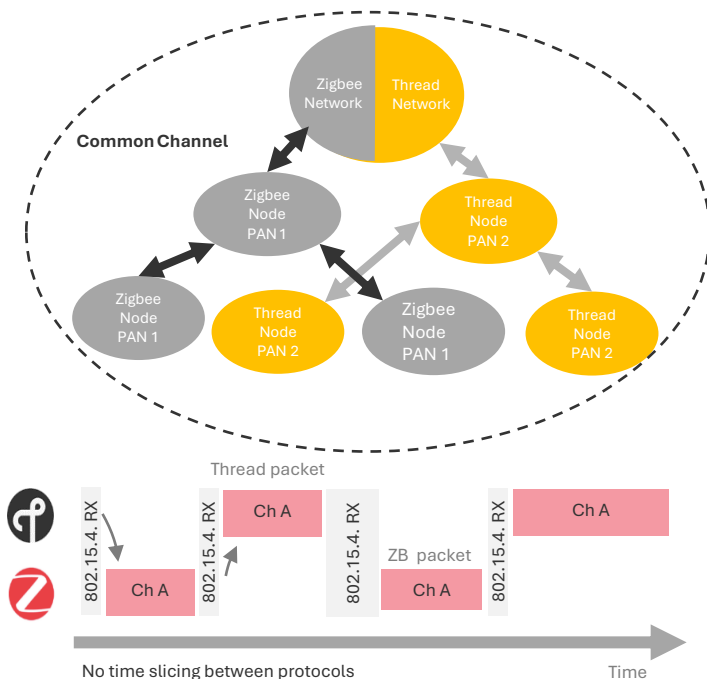 Zigbee
Network
Thread
Network
Common Channel
Zigbee
Node
PAN 1
Thread
Node
PAN 2
Zigbee
Node
PAN 1
Thread
Node
PAN 2
Zigbee
Node
PAN 1
Thread
Node
PAN 2
Thread packet
802.15.4. RX
Ch A
802.15.4. RX
Ch A
802.15.4. RX
ZB packet
Ch A
802.15.4. RX
Ch A
No time slicing between protocols
Time